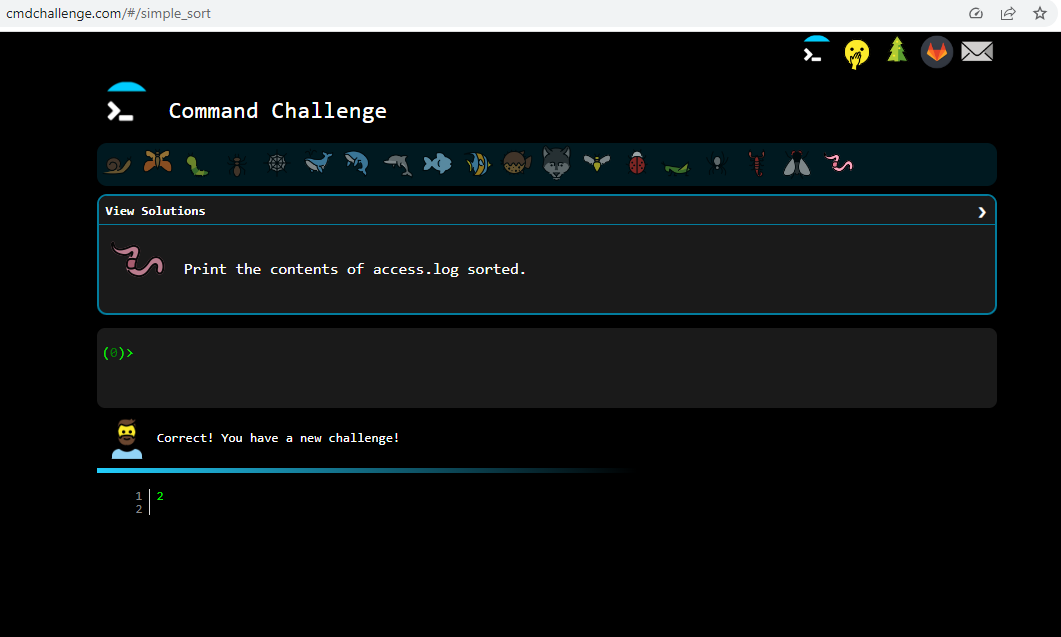 cmdchallenge.com/#/simple_sort
Command Challenge
View Solutions
Print the contents of access.log sorted.
(0)>
Correct! You have a new challenge!
1 2
2